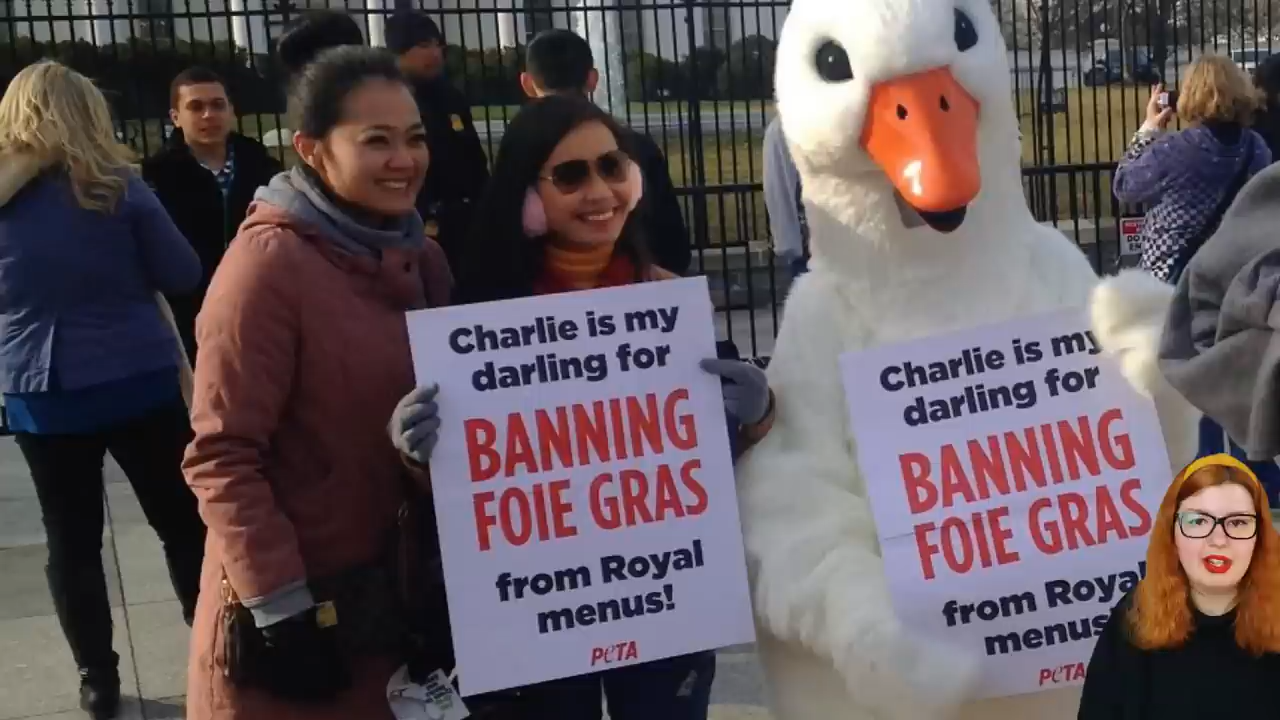 Charlie is my
darling for
BANNING
FOIE GRAS
from Royal
menus!
PETA
Charlie is my
darling for
BANNING
FOIE GRAS
from Royal
menus
PETA